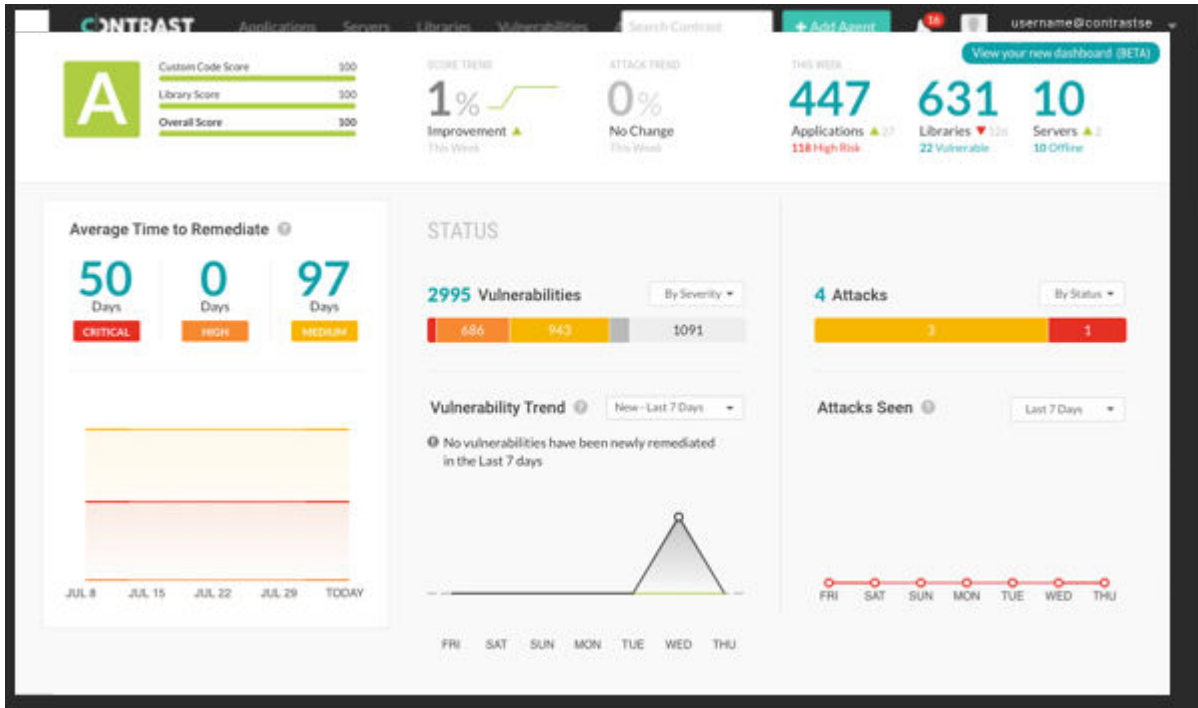 CONTRAST Applications Servers Libraries Vulnerabilities Search Contrast + Add Agent 16 username@contrastse
View your new dashboard (BETA)
A
Custom Code Score 100
Library Score 100
Overall Score 100
SCORE TREND
1%
Improvement
This Week
ATTACK TREND
0%
No Change
This Week
THIS WEEK
447
Applications 27
118 High Risk
631
Libraries 126
22 Vulnerable
10
Servers 2
10 Offline
Average Time to Remediate ?
50
Days
CRITICAL
0
Days
HIGH
97
Days
MEDIUM
JUL 8 JUL 15 JUL 22 JUL 29 TODAY
STATUS
2995 Vulnerabilities By Severity
686 943 1091
Vulnerability Trend ? New - Last 7 Days
No vulnerabilities have been newly remediated
in the Last 7 days
FRI SAT SUN MON TUE WED THU
4 Attacks By Status
3 1
Attacks Seen ? Last 7 Days
FRI SAT SUN MON TUE WED THU